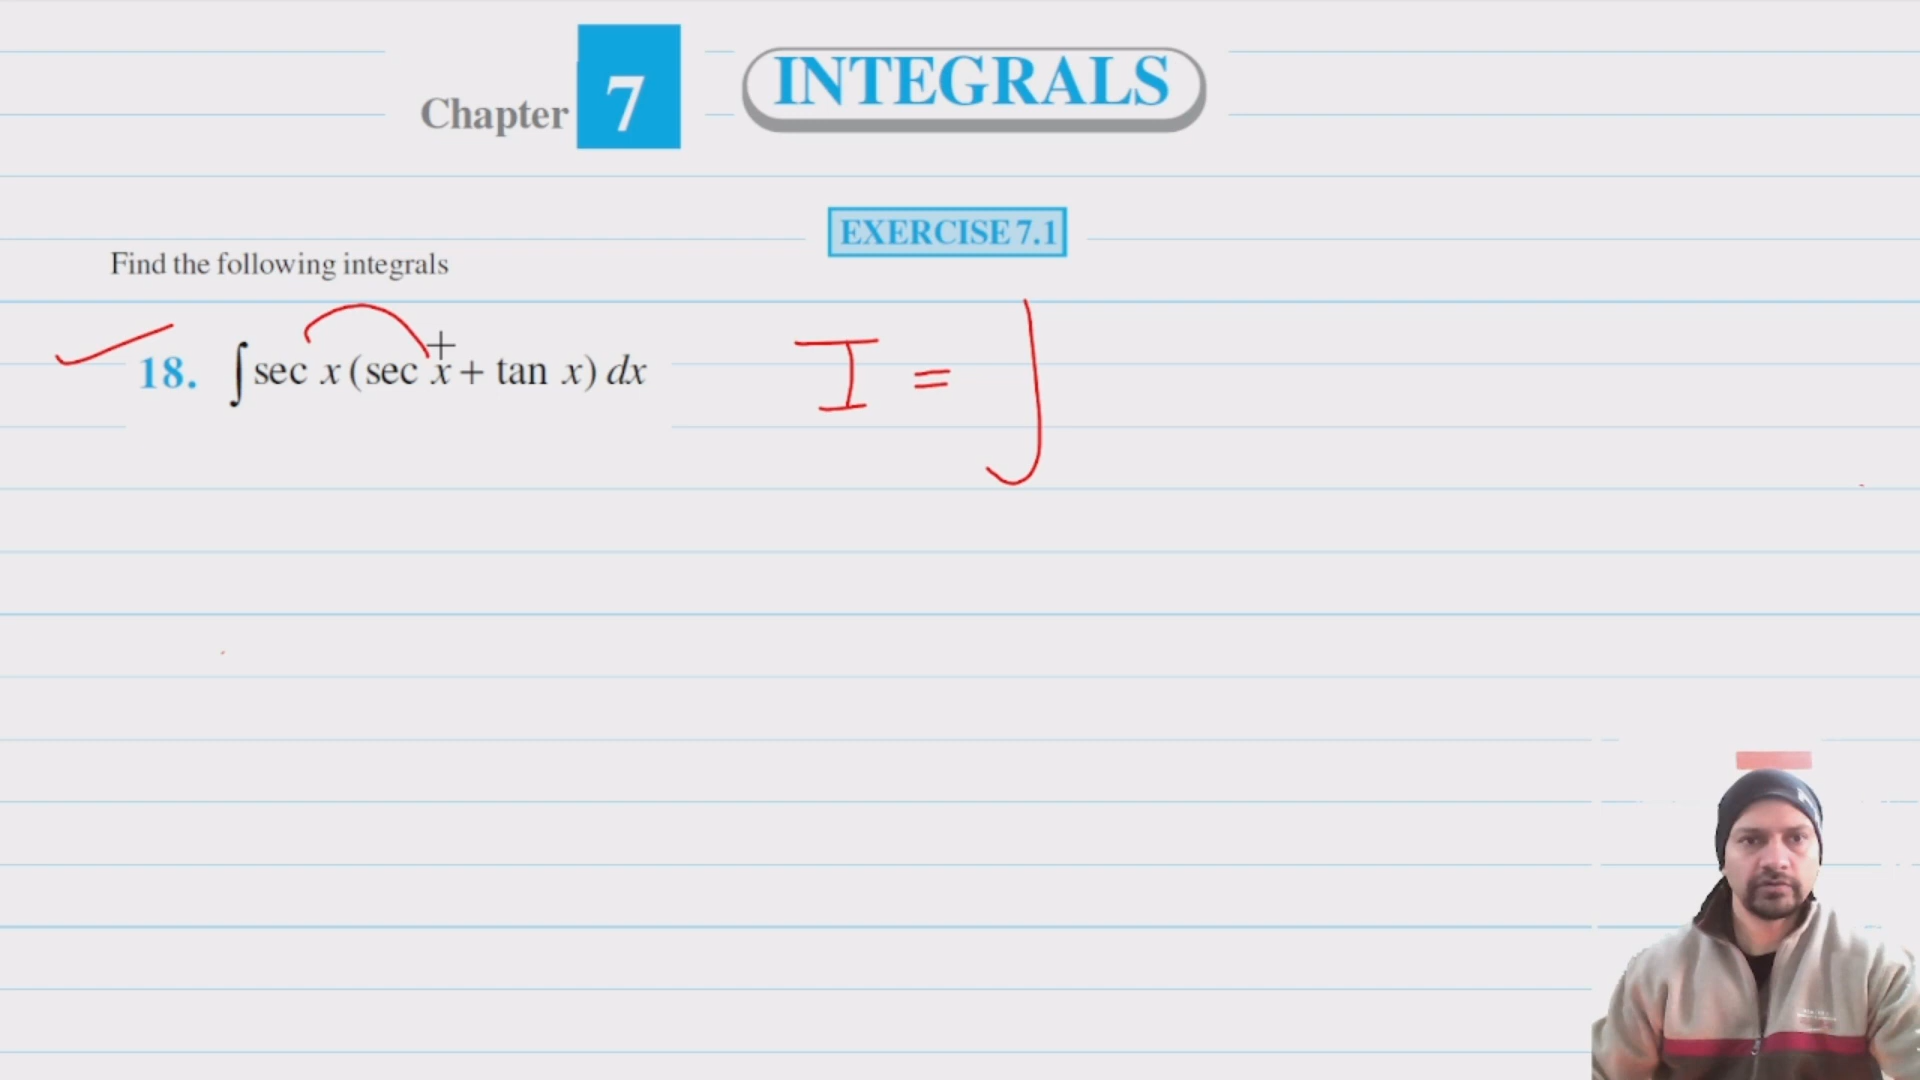 Chapter 7 INTEGRALS
EXERCISE 7.1
Find the following integrals
18. ∫ sec x (sec x + tan x) dx
I = ∫